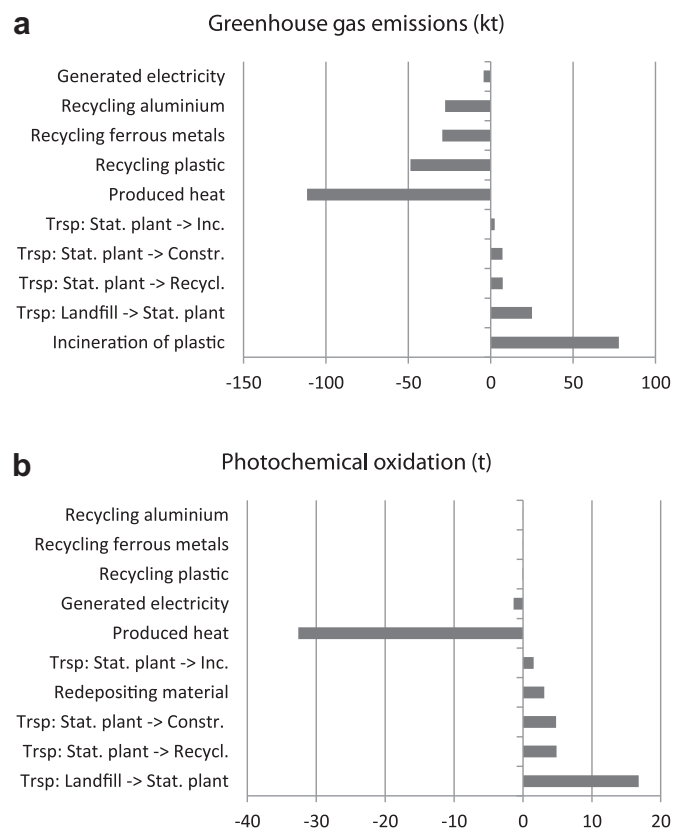 a
Greenhouse gas emissions (kt)
Generated electricity
Recycling aluminium
Recycling ferrous metals
Recycling plastic
Produced heat
Trsp: Stat. plant -> Inc.
Trsp: Stat. plant -> Constr.
Trsp: Stat. plant -> Recycl.
Trsp: Landfill -> Stat. plant
Incineration of plastic
-150 -100 -50 0 50 100
b
Photochemical oxidation (t)
Recycling aluminium
Recycling ferrous metals
Recycling plastic
Generated electricity
Produced heat
Trsp: Stat. plant -> Inc.
Redepositing material
Trsp: Stat. plant -> Constr.
Trsp: Stat. plant -> Recycl.
Trsp: Landfill -> Stat. plant
-40 -30 -20 -10 0 10 20